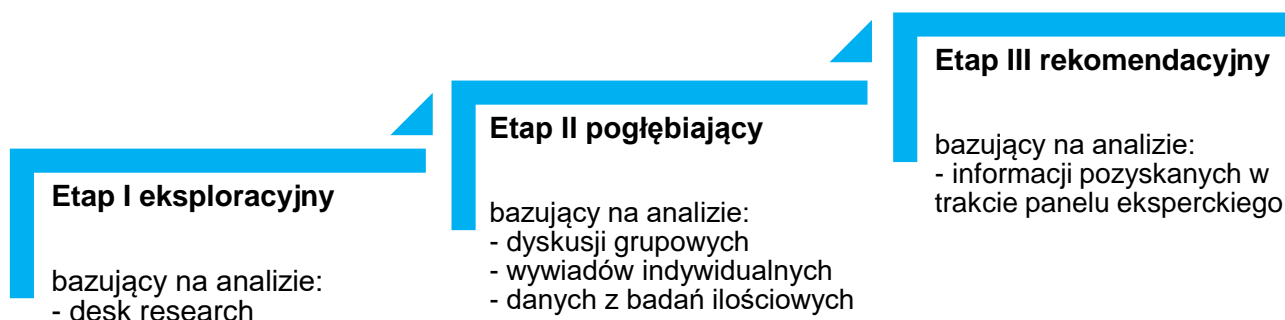 Etap I eksploracyjny
bazujący na analizie:
- desk research
Etap II pogłębiający
bazujący na analizie:
- dyskusji grupowych
- wywiadów indywidualnych
- danych z badań ilościowych
Etap III rekomendacyjny
bazujący na analizie:
- informacji pozyskanych w
trakcie panelu eksperckiego